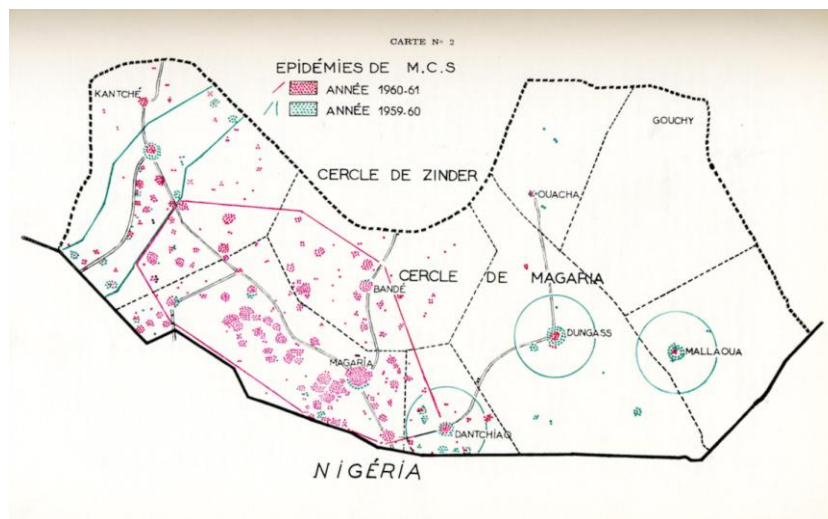 CARTE N° 2
EPIDÉMIES DE M.C.S
ANNÉE 1960-61
ANNÉE 1959-60
KANTCHÉ
GOUCHY
CERCLE DE ZINDER
OUACHA
CERCLE DE MAGARIA
BANDÉ
DUNGASS
MALLAOUA
MAGARIA
DANTCHIAO
NIGÉRIA